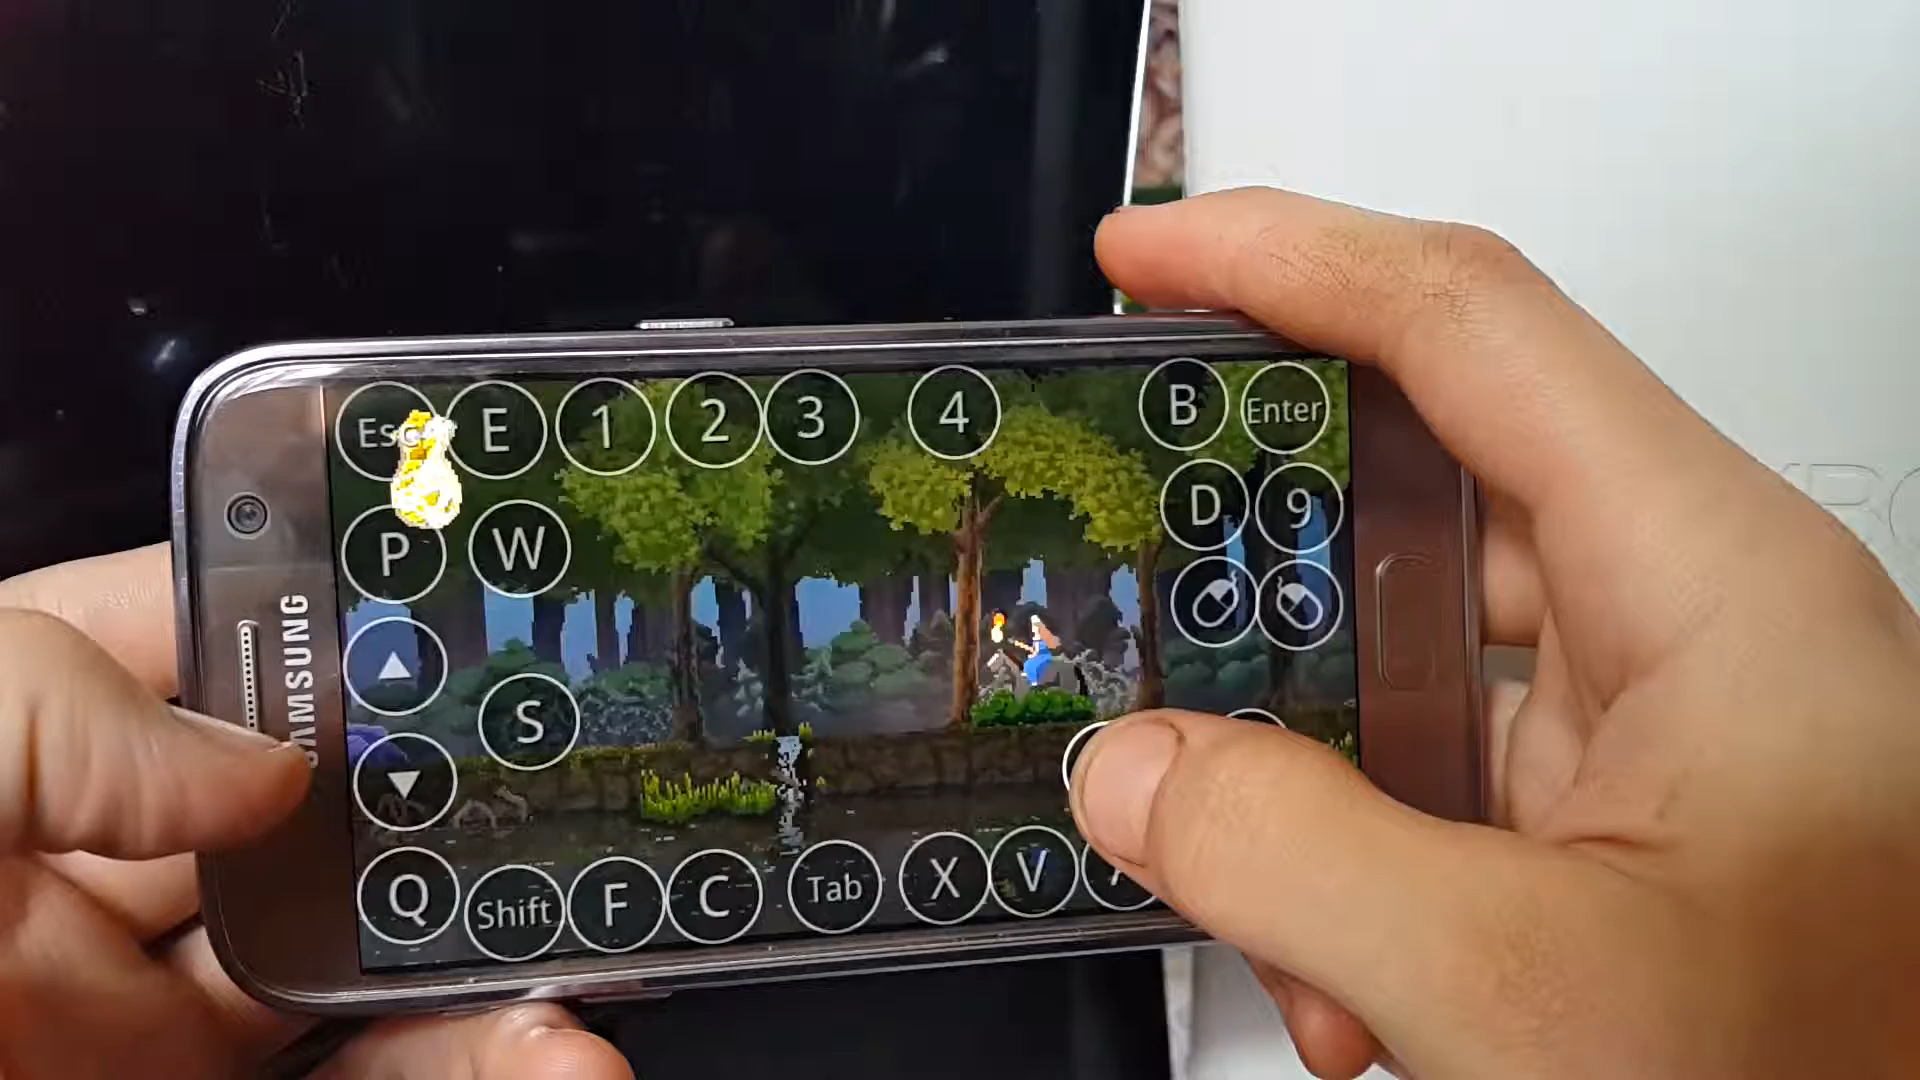 Esc E 1 2 3 4 B Enter
P W D 9
S
Q Shift F C Tab X V
SAMSUNG